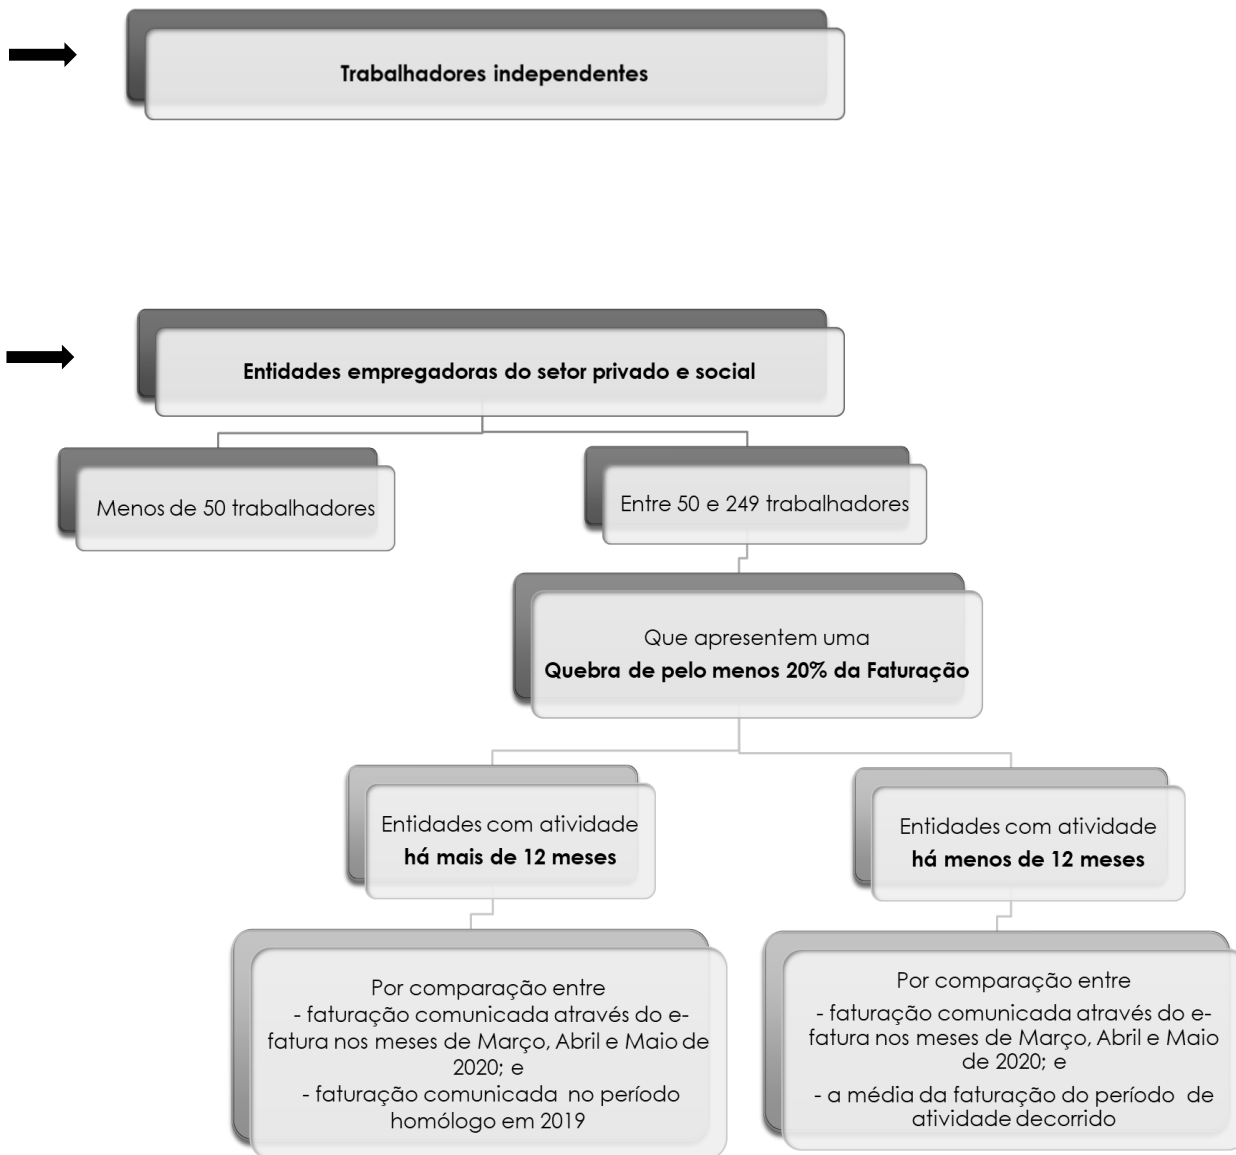 Trabalhadores independentes
Entidades empregadoras do setor privado e social
Menos de 50 trabalhadores
Entre 50 e 249 trabalhadores
Que apresentem uma
Quebra de pelo menos 20% da Faturação
Entidades com atividade
há mais de 12 meses
Entidades com atividade
há menos de 12 meses
Por comparação entre
- faturação comunicada através do e-
fatura nos meses de Março, Abril e Maio de
2020; e
- faturação comunicada no período
homólogo em 2019
Por comparação entre
- faturação comunicada através do e-
fatura nos meses de Março, Abril e Maio
de 2020; e
- a média da faturação do período de
atividade decorrido